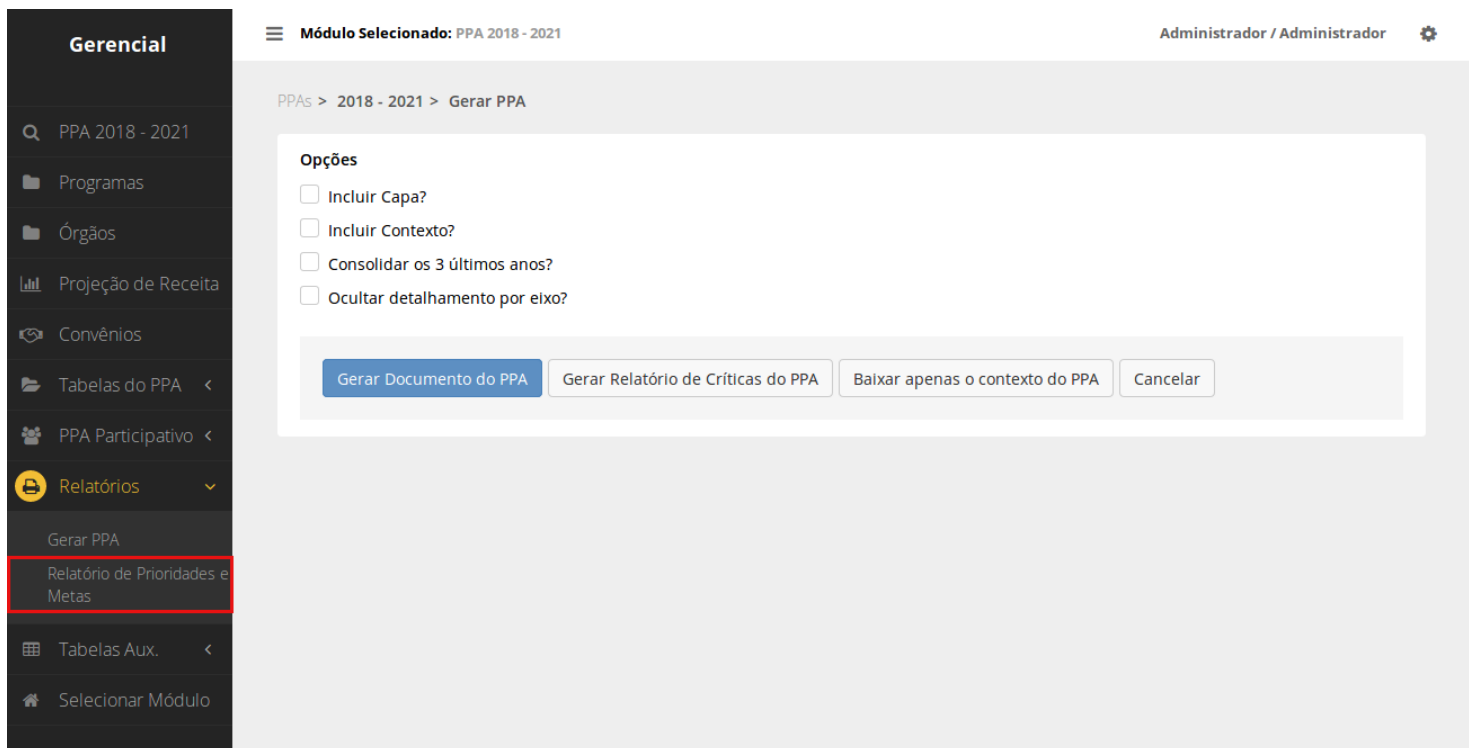 Gerencial
Módulo Selecionado: PPA 2018 - 2021
Administrador / Administrador
PPA 2018 - 2021
Programas
Órgãos
Projeção de Receita
Convênios
Tabelas do PPA
PPA Participativo
Relatórios
Gerar PPA
Relatório de Prioridades e
Metas
Tabelas Aux.
Selecionar Módulo
PPAs > 2018 - 2021 > Gerar PPA
Opções
Incluir Capa?
Incluir Contexto?
Consolidar os 3 últimos anos?
Ocultar detalhamento por eixo?
Gerar Documento do PPA
Gerar Relatório de Críticas do PPA
Baixar apenas o contexto do PPA
Cancelar